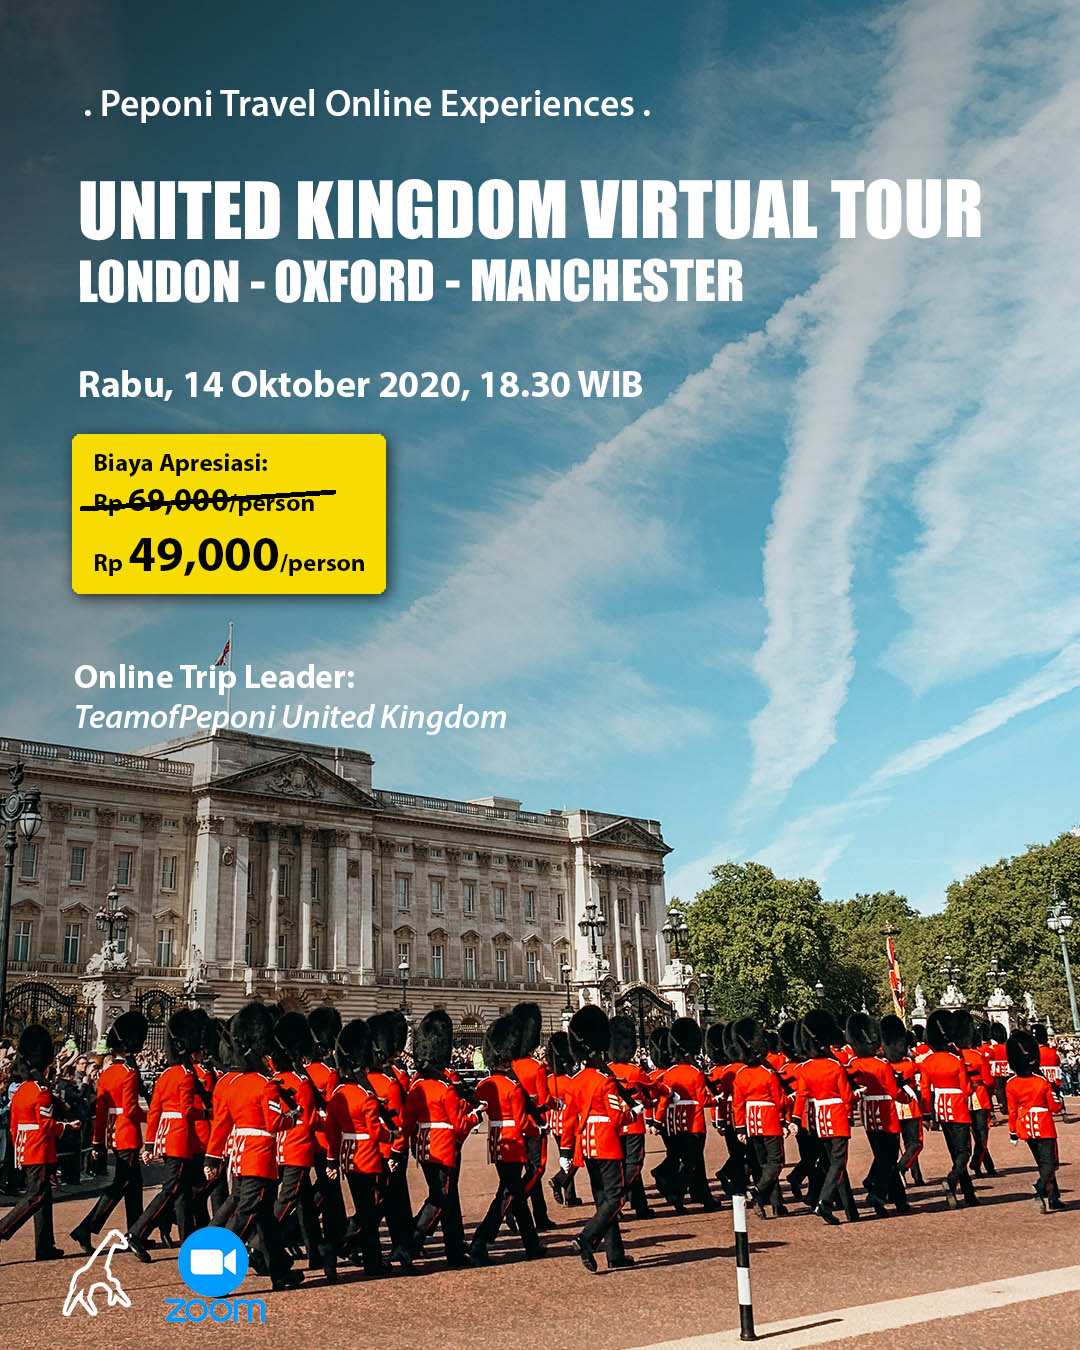 . Peponi Travel Online Experiences .
UNITED KINGDOM VIRTUAL TOUR
LONDON - OXFORD - MANCHESTER
Rabu, 14 Oktober 2020, 18.30 WIB
Biaya Apresiasi:
Rp 69,000/person
Rp 49,000/person
Online Trip Leader:
TeamofPeponi United Kingdom
zoom